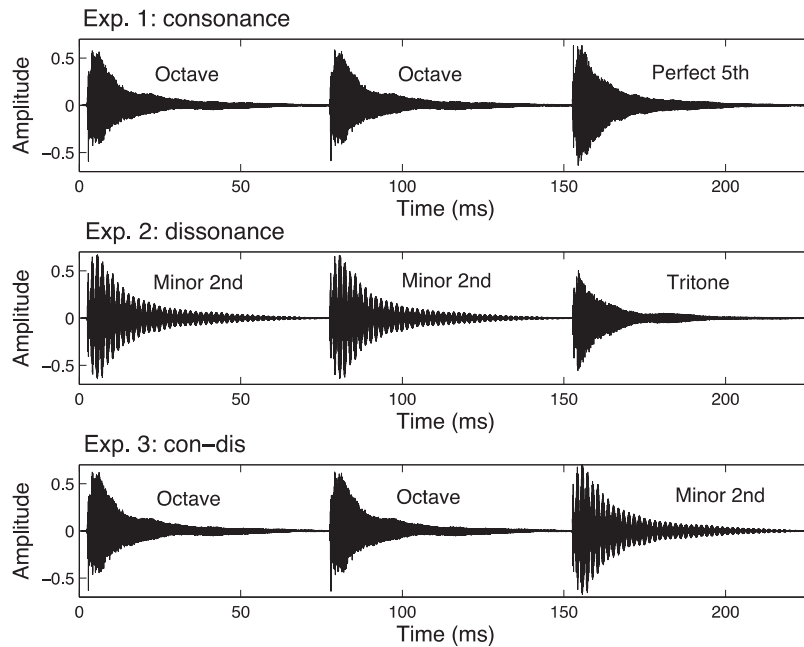 Exp. 1: consonance
Amplitude
0.5
0
−0.5
Octave
Octave
Perfect 5th
0
50
100
150
200
Time (ms)
Exp. 2: dissonance
Amplitude
0.5
0
−0.5
Minor 2nd
Minor 2nd
Tritone
0
50
100
150
200
Time (ms)
Exp. 3: con−dis
Amplitude
0.5
0
−0.5
Octave
Octave
Minor 2nd
0
50
100
150
200
Time (ms)